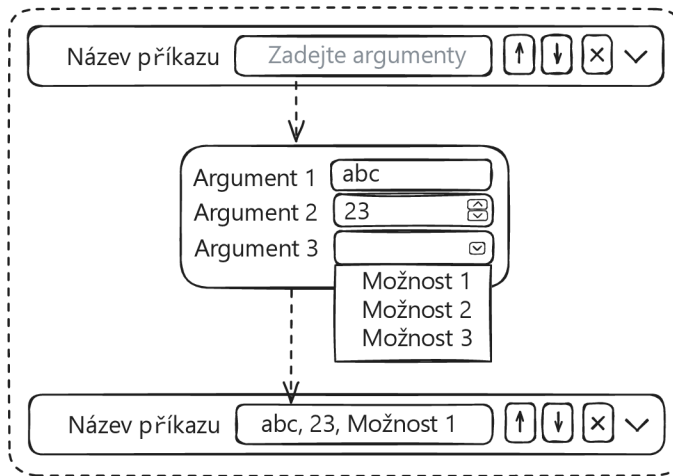 Název příkazu Zadejte argumenty
Argument 1 abc
Argument 2 23
Argument 3
Možnost 1
Možnost 2
Možnost 3
Název příkazu abc, 23, Možnost 1